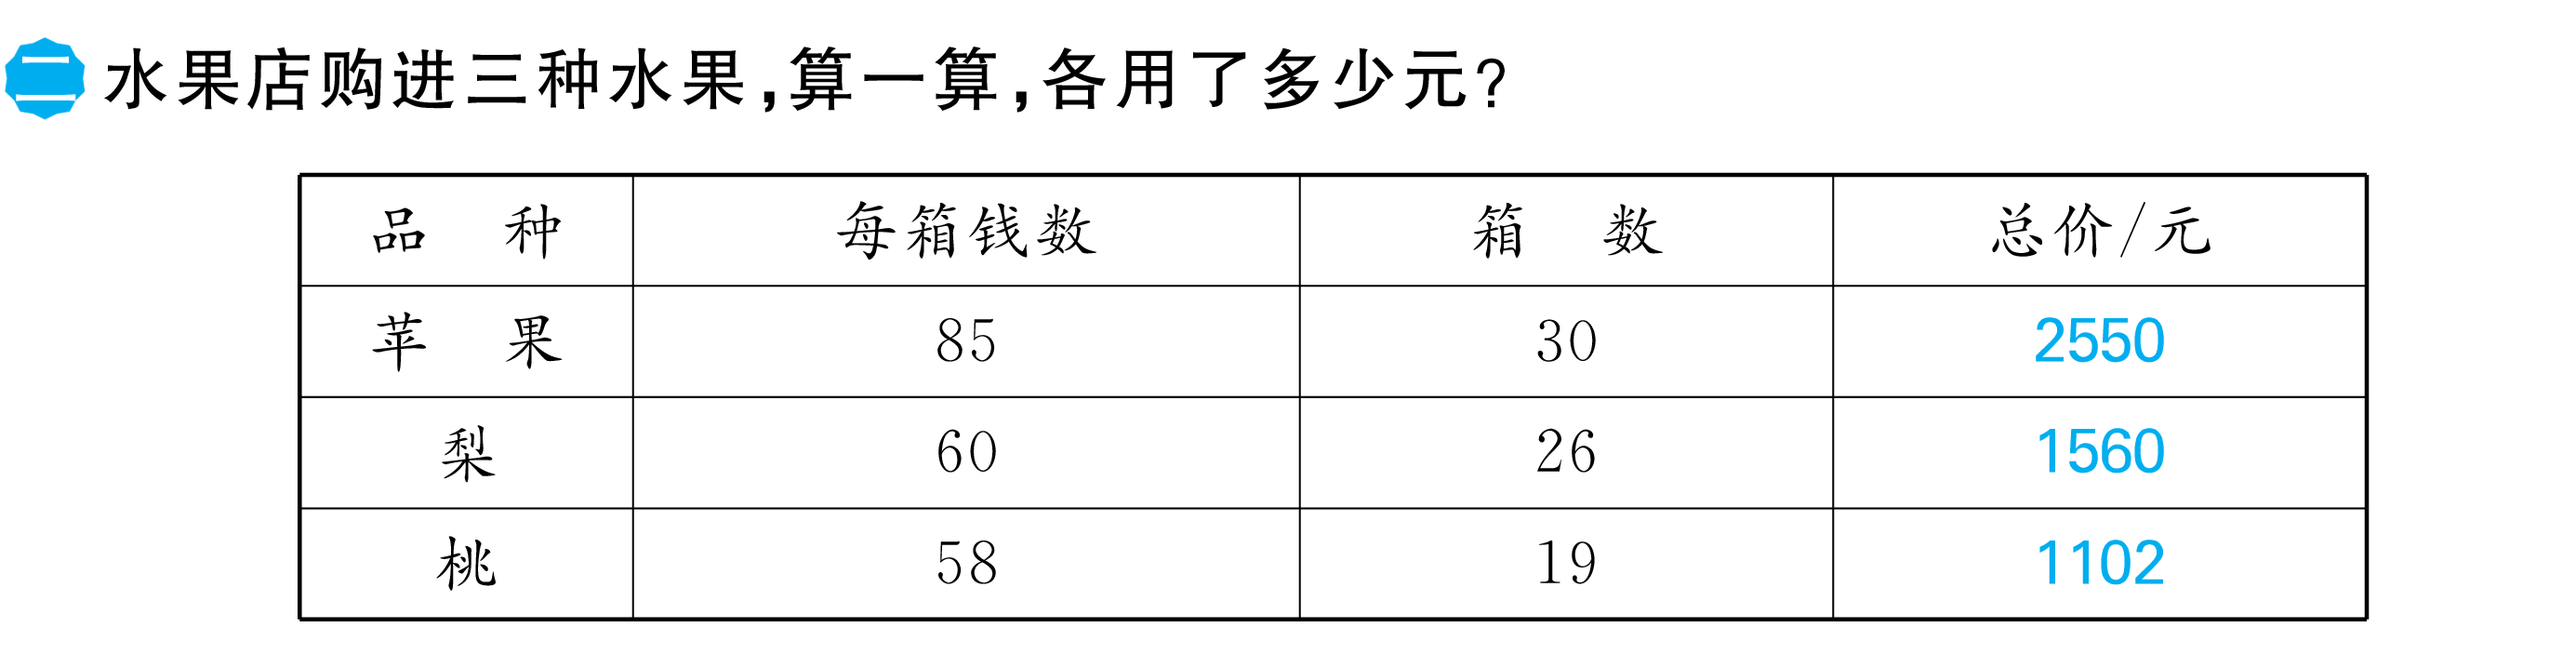 二 水果店购进三种水果,算一算,各用了多少元?
品 种 每箱钱数 箱 数 总价/元
苹 果 85 30 2550
梨 60 26 1560
桃 58 19 1102